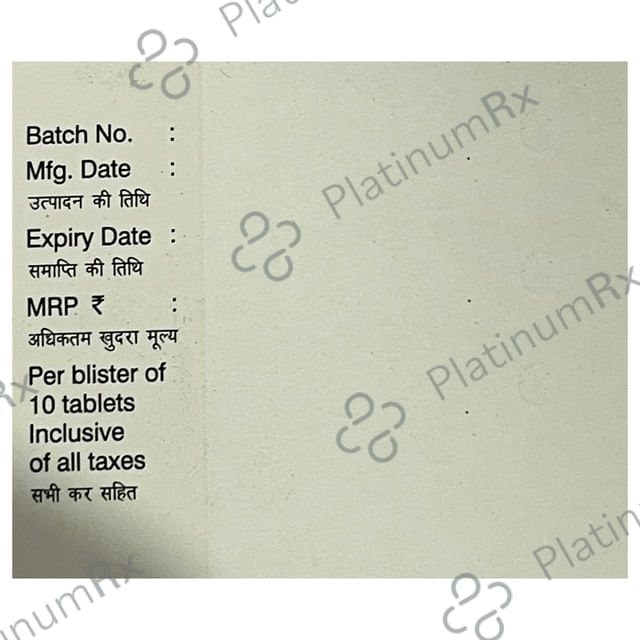 Batch No. :
Mfg. Date :
उत्पादन की तिथि
Expiry Date :
समाप्ति की तिथि
MRP ₹ :
अधिकतम खुदरा मूल्य
Per blister of
10 tablets
Inclusive
of all taxes
सभी कर सहित
PlatinumRx
PlatinumRx